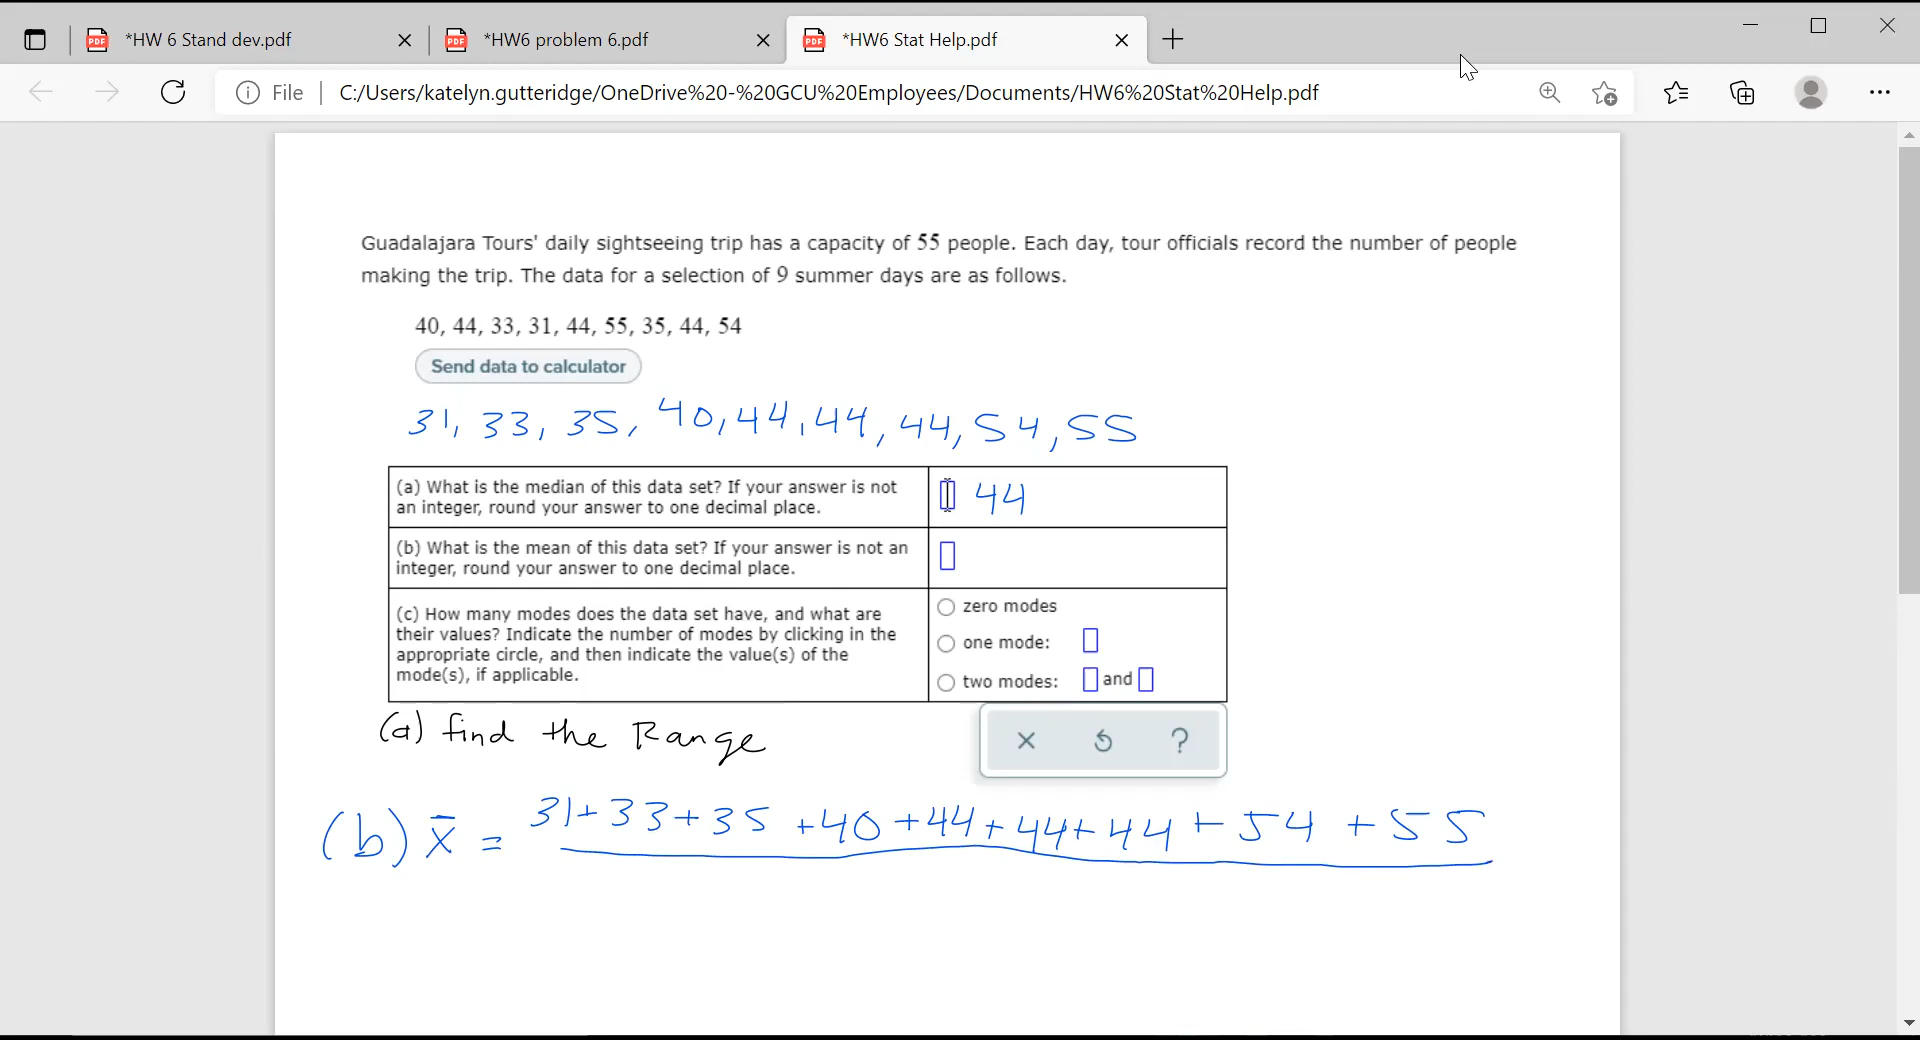 *HW 6 Stand dev.pdf *HW6 problem 6.pdf *HW6 Stat Help.pdf
File C:/Users/katelyn.gutteridge/OneDrive%20-%20GCU%20Employees/Documents/HW6%20Stat%20Help.pdf
Guadalajara Tours' daily sightseeing trip has a capacity of 55 people. Each day, tour officials record the number of people
making the trip. The data for a selection of 9 summer days are as follows.
40, 44, 33, 31, 44, 55, 35, 44, 54
Send data to calculator
31, 33, 35, 40, 44, 44, 44, 54, 55
(a) What is the median of this data set? If your answer is not
an integer, round your answer to one decimal place.
44
(b) What is the mean of this data set? If your answer is not an
integer, round your answer to one decimal place.
(c) How many modes does the data set have, and what are
their values? Indicate the number of modes by clicking in the
appropriate circle, and then indicate the value(s) of the
mode(s), if applicable.
zero modes
one mode:
two modes: and
(a) find the Range
?
(b) x̄ = 31+33+35+40+44+44+44+54+55